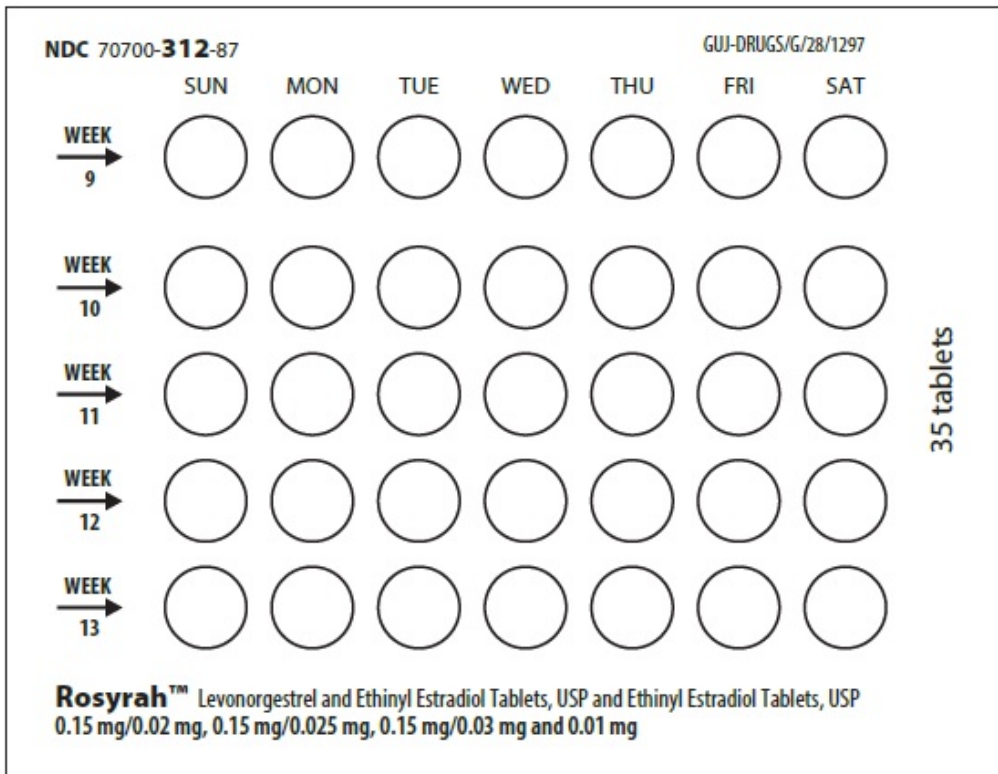 NDC 70700-312-87
GUJ-DRUGS/G/28/1297
SUN MON TUE WED THU FRI SAT
WEEK
9
WEEK
10
WEEK
11
WEEK
12
WEEK
13
35 tablets
Rosyrah™ Levonorgestrel and Ethinyl Estradiol Tablets, USP and Ethinyl Estradiol Tablets, USP
0.15 mg/0.02 mg, 0.15 mg/0.025 mg, 0.15 mg/0.03 mg and 0.01 mg